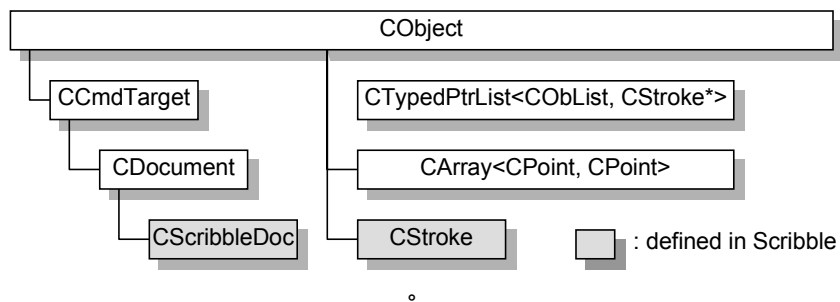 CObject
CCmdTarget
CTypedPtrList<CObList, CStroke*>
CDocument
CArray<CPoint, CPoint>
CScribbleDoc
CStroke
: defined in Scribble
。